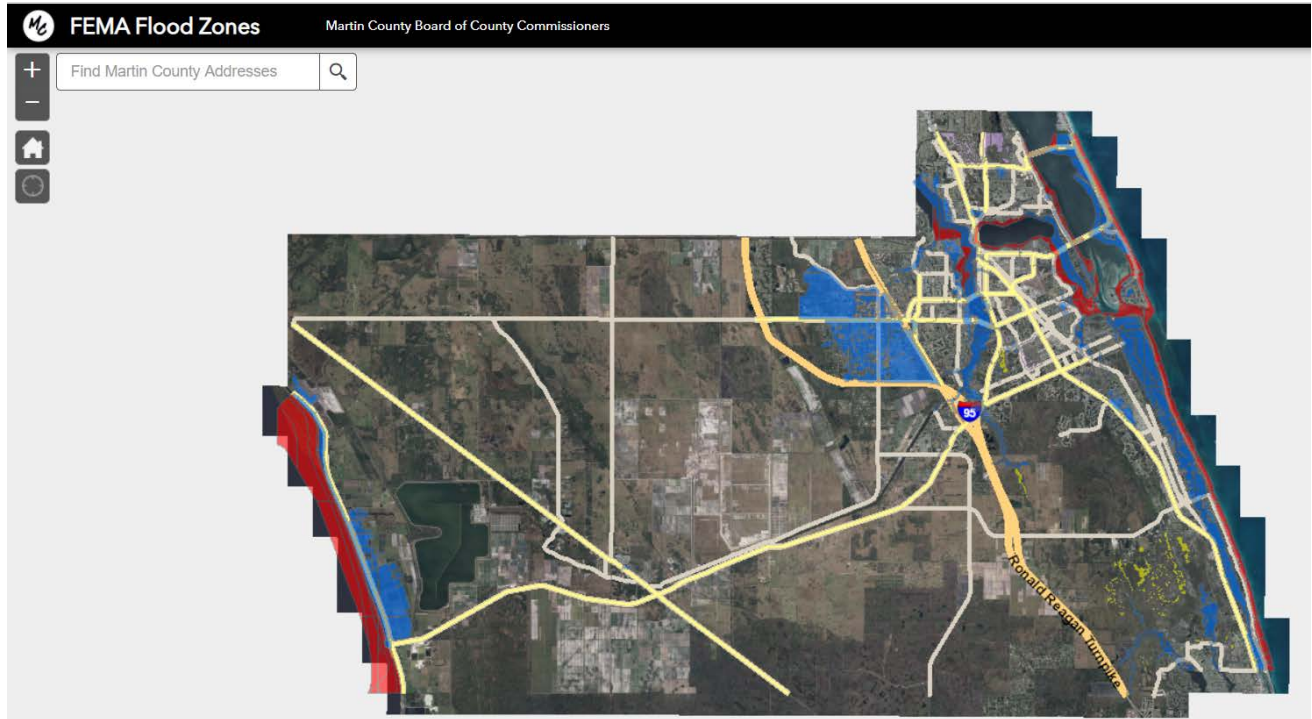 MC FEMA Flood Zones Martin County Board of County Commissioners
+
Find Martin County Addresses
−
95
Ronald Reagan Turnpike